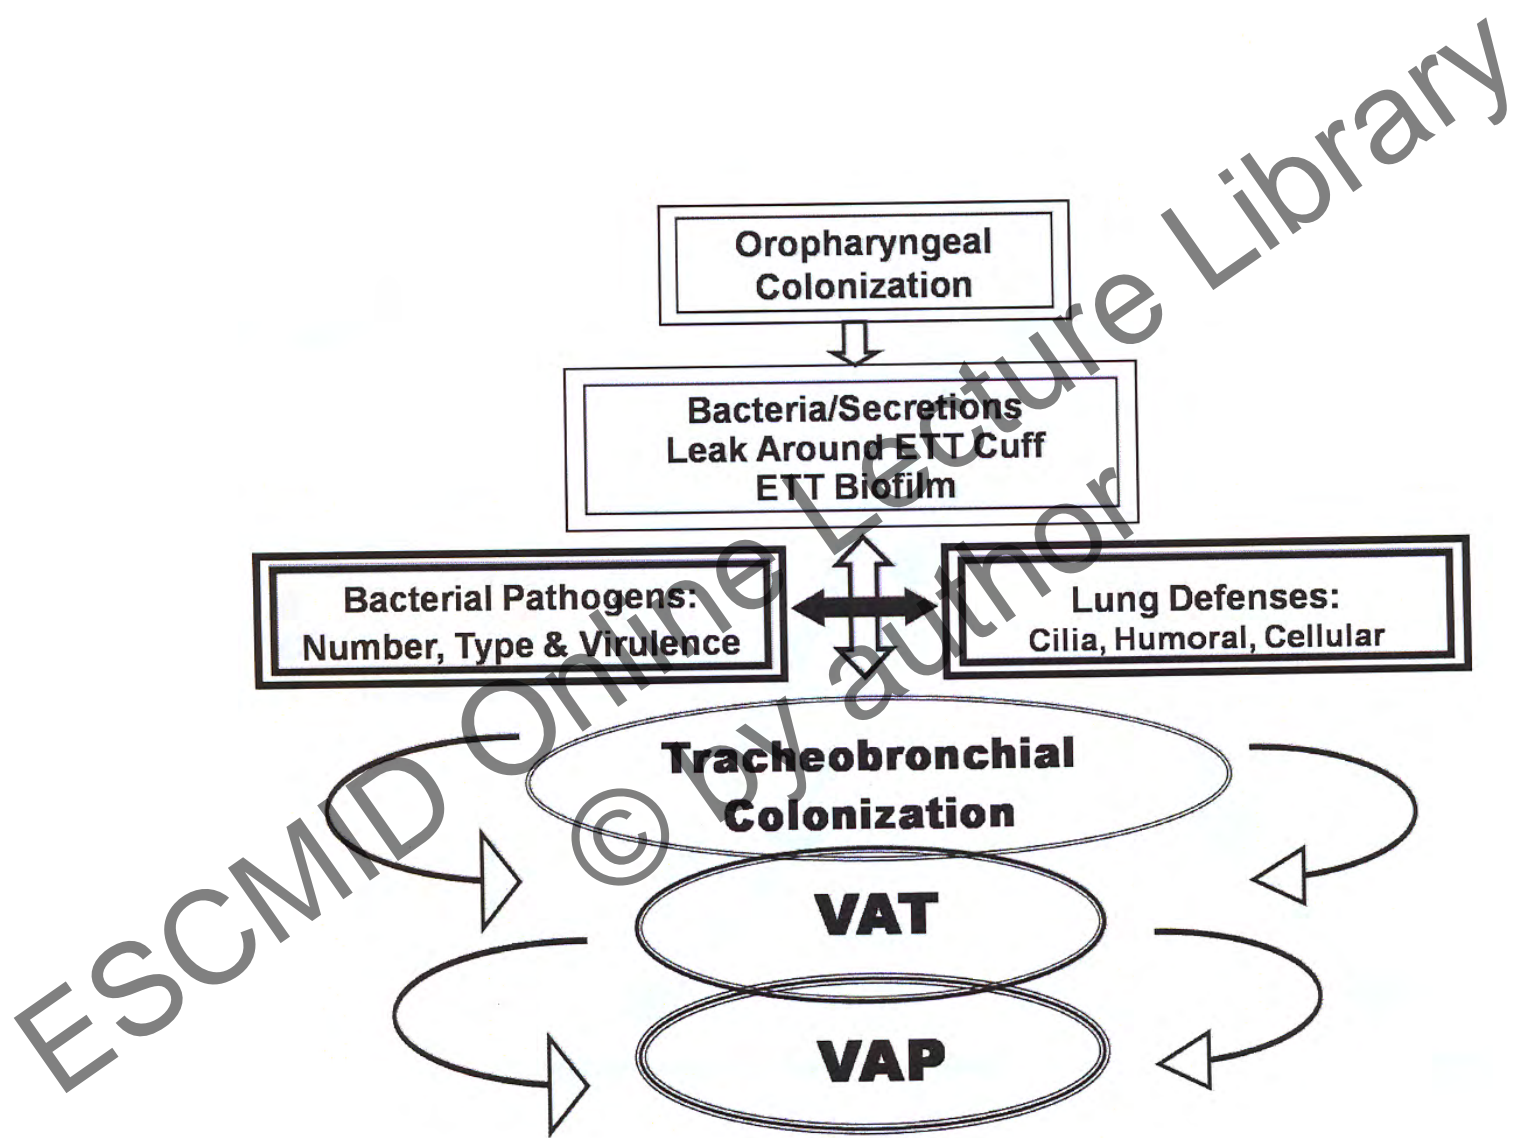 Oropharyngeal
Colonization
Bacteria/Secretions
Leak Around ETT Cuff
ETT Biofilm
Bacterial Pathogens:
Number, Type & Virulence
Lung Defenses:
Cilia, Humoral, Cellular
Tracheobronchial
Colonization
VAT
VAP
ESCMID Online Lecture Library
© by author